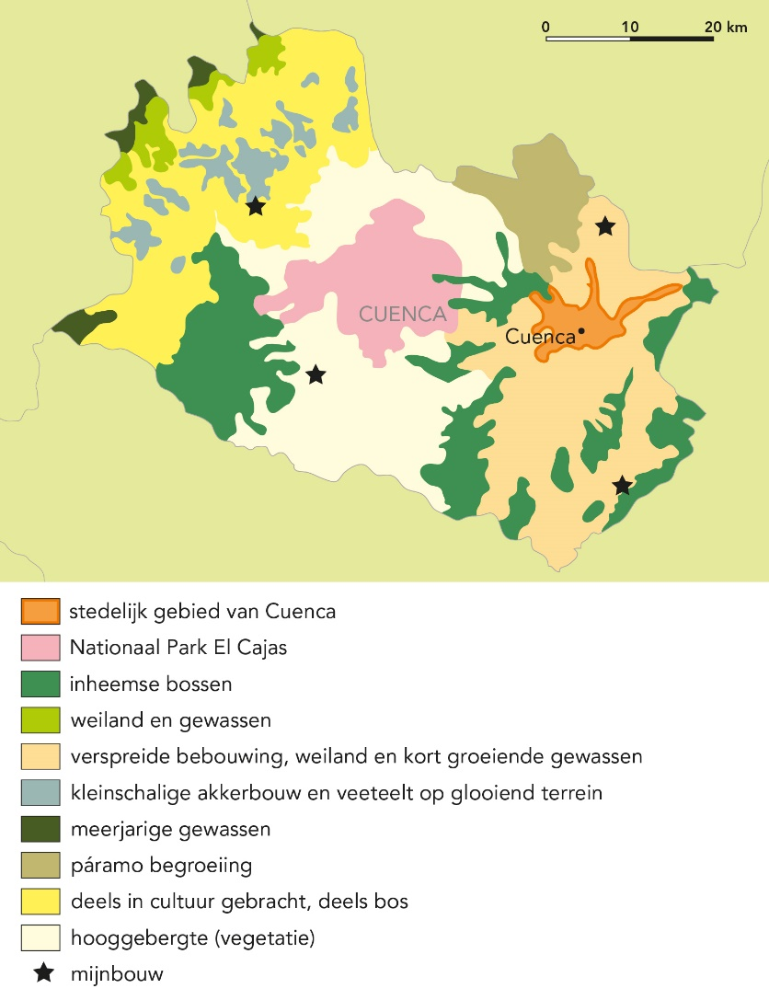 0 10 20 km
CUENCA
Cuenca
stedelijk gebied van Cuenca
Nationaal Park El Cajas
inheemse bossen
weiland en gewassen
verspreide bebouwing, weiland en kort groeiende gewassen
kleinschalige akkerbouw en veeteelt op glooiend terrein
meerjarige gewassen
páramo begroeiing
deels in cultuur gebracht, deels bos
hooggebergte (vegetatie)
mijnbouw